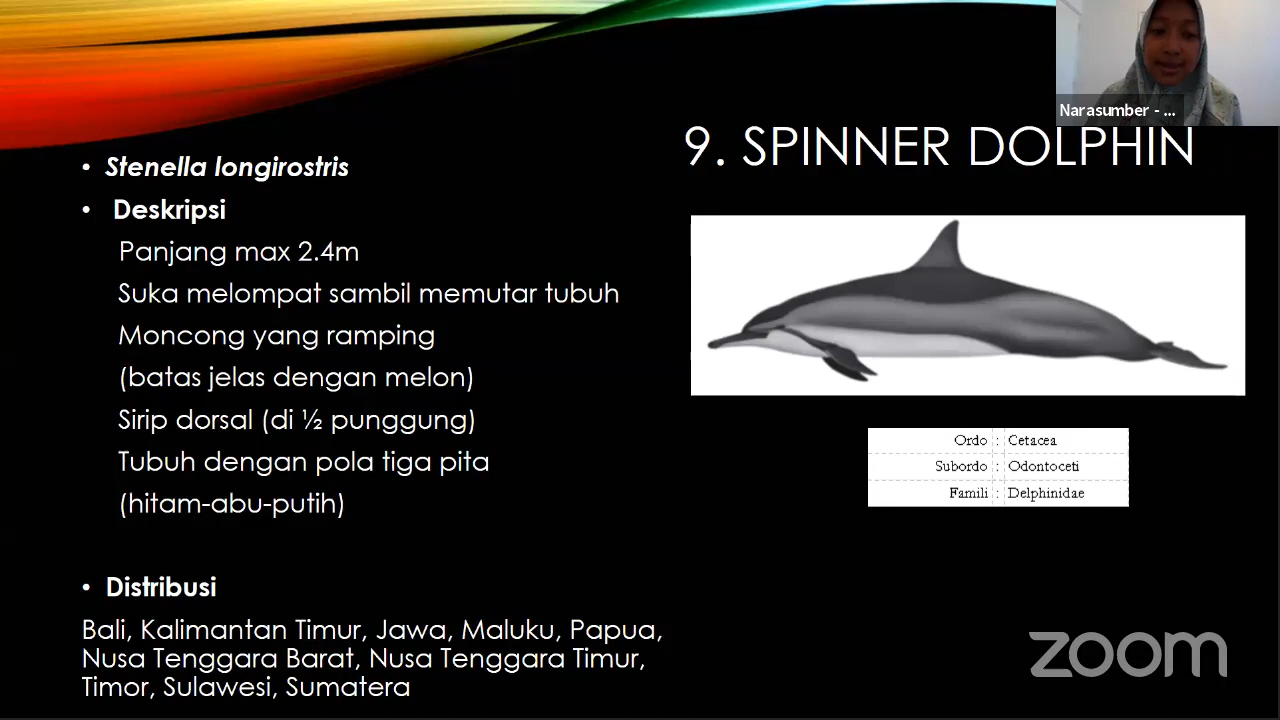 Narasumber - ...
9. SPINNER DOLPHIN
• Stenella longirostris
• Deskripsi
Panjang max 2.4m
Suka melompat sambil memutar tubuh
Moncong yang ramping
(batas jelas dengan melon)
Sirip dorsal (di ½ punggung)
Tubuh dengan pola tiga pita
(hitam-abu-putih)
• Distribusi
Bali, Kalimantan Timur, Jawa, Maluku, Papua,
Nusa Tenggara Barat, Nusa Tenggara Timur,
Timor, Sulawesi, Sumatera
Ordo : Cetacea
Subordo : Odontoceti
Famili : Delphinidae
zoom